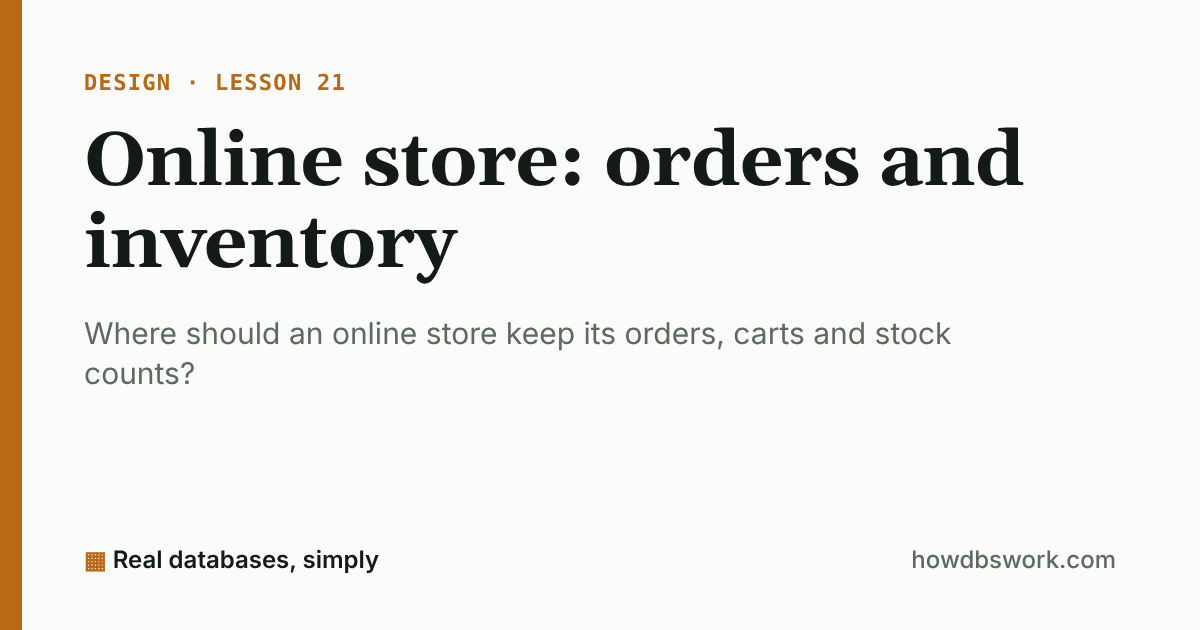 DESIGN · LESSON 21
Online store: orders and
inventory
Where should an online store keep its orders, carts and stock
counts?
Real databases, simply
howdbswork.com